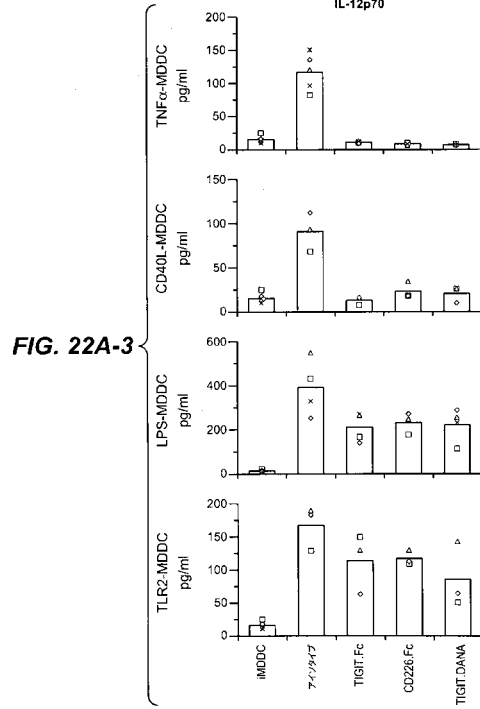 IL-12p70
FIG. 22A-3
TNFα-MDDC
pg/ml
200
150
100
50
0
CD40L-MDDC
pg/ml
150
100
50
0
LPS-MDDC
pg/ml
600
400
200
0
TLR2-MDDC
pg/ml
200
150
100
50
0
iMDDC
アイソタイプ
TIGIT.Fc
CD226.Fc
TIGIT.DANA